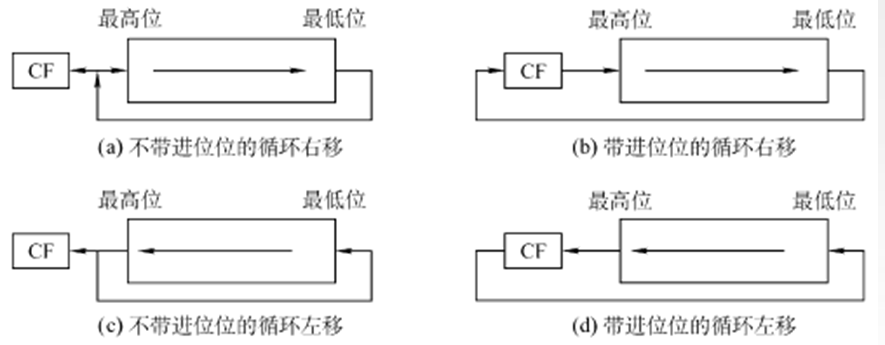 最高位 最低位 最高位 最低位
CF CF
(a) 不带进位位的循环右移 (b) 带进位位的循环右移
最高位 最低位 最高位 最低位
CF CF
(c) 不带进位位的循环左移 (d) 带进位位的循环左移